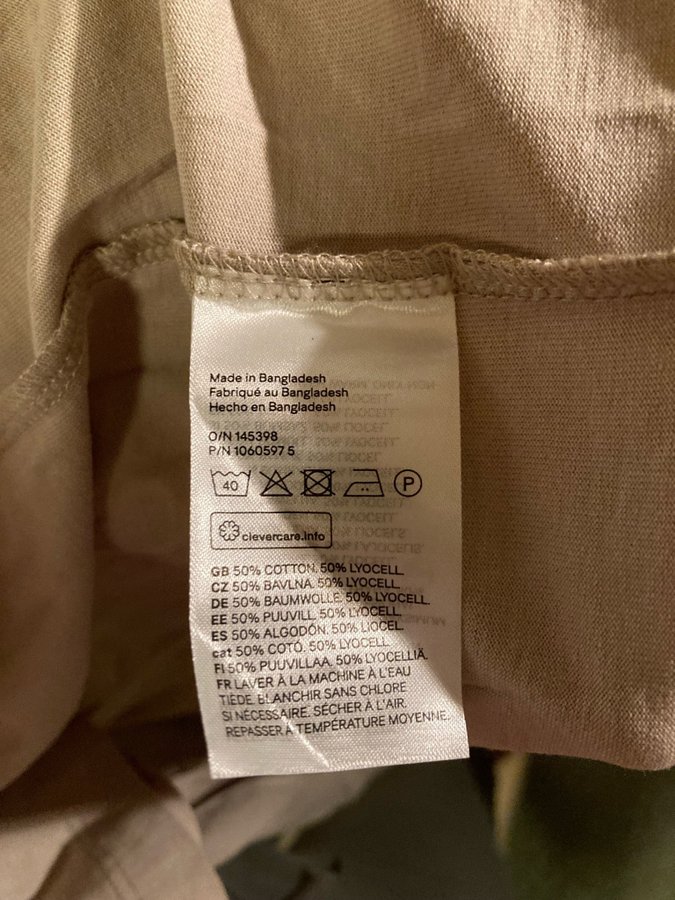 Made in Bangladesh
Fabriqué au Bangladesh
Hecho en Bangladesh
O/N 145398
P/N 1060597 5
40 P
clevercare.info
GB 50% COTTON. 50% LYOCELL.
CZ 50% BAVLNA. 50% LYOCELL.
DE 50% BAUMWOLLE. 50% LYOCELL.
EE 50% PUUVILL. 50% LYOCELL.
ES 50% ALGODÓN. 50% LIOCEL.
cat 50% COTÓ. 50% LYOCELL
FI 50% PUUVILLAA. 50% LYOCELLIÄ.
FR LAVER À LA MACHINE À L'EAU
TIÈDE. BLANCHIR SANS CHLORE
SI NÉCESSAIRE. SÉCHER À L'AIR.
REPASSER À TEMPÉRATURE MOYENNE.